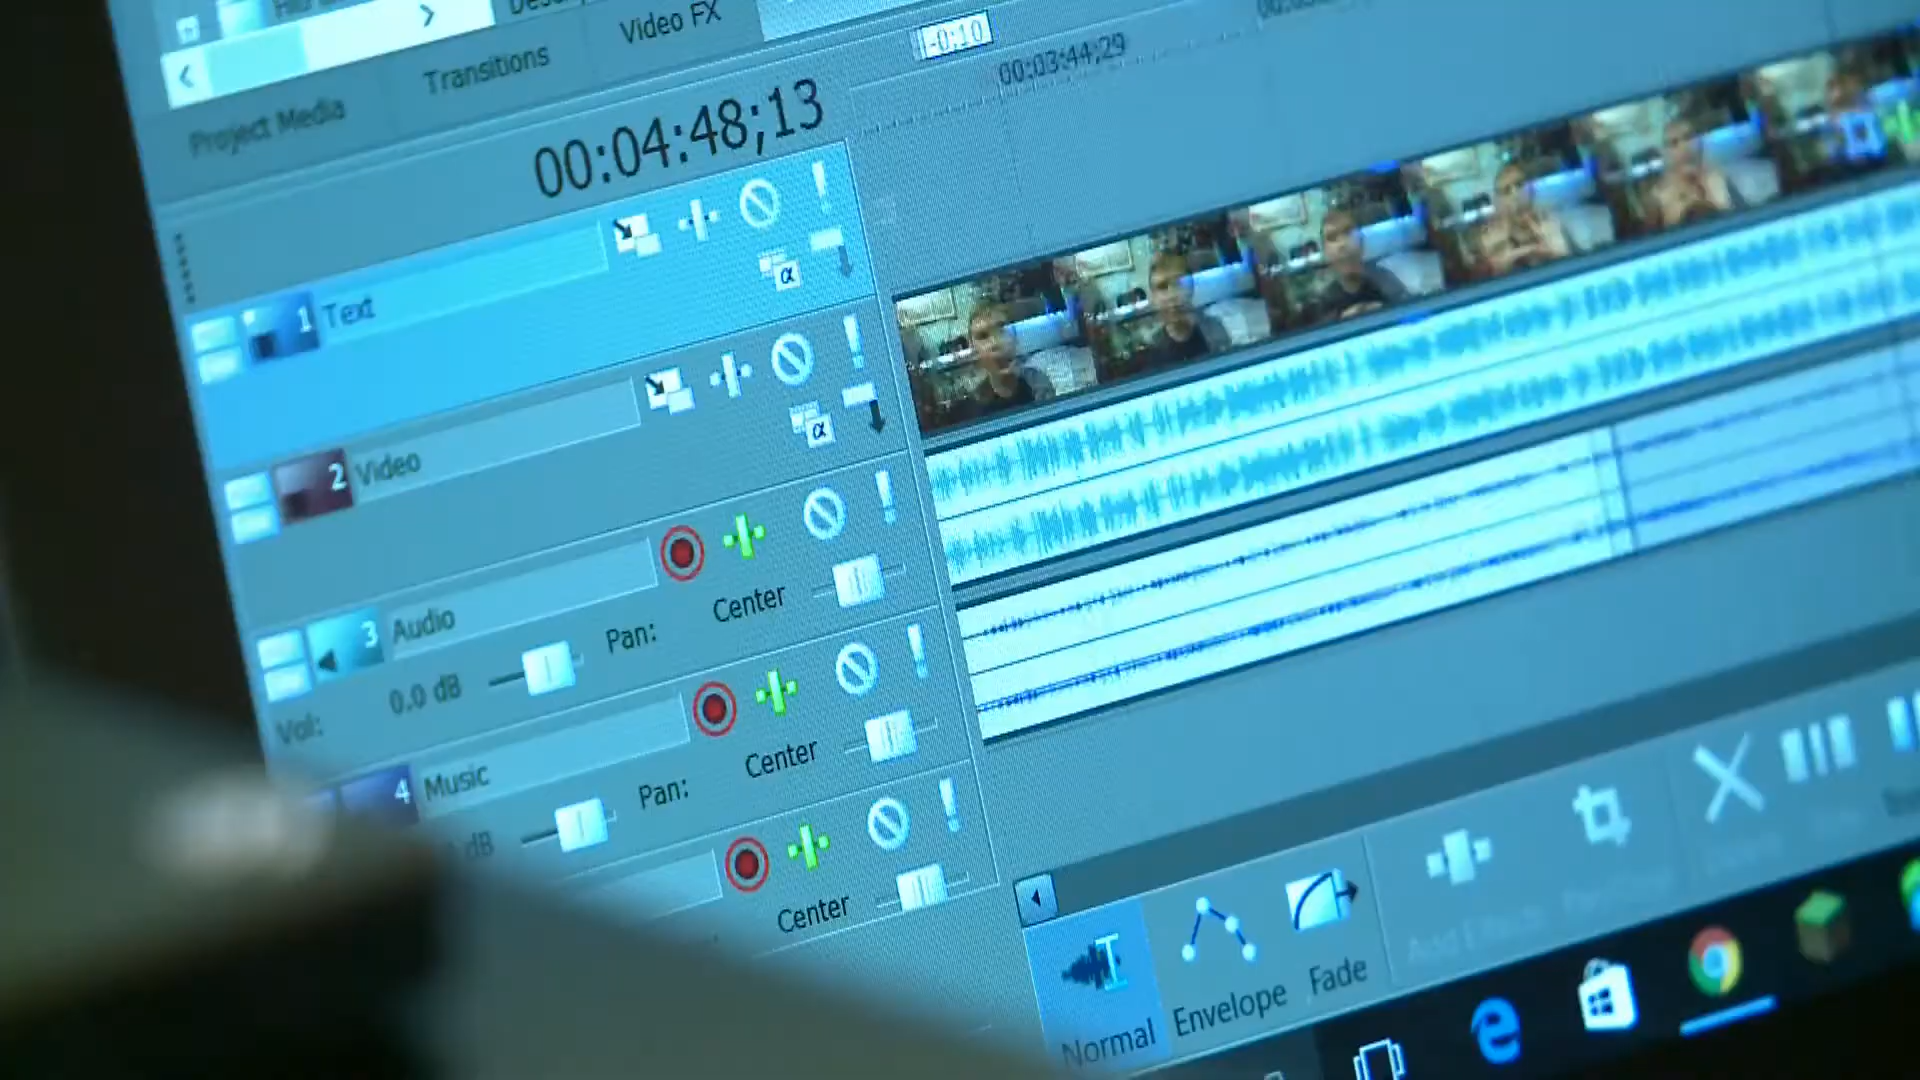 Video FX
Transitions
Project Media
-0;10
00:03:44;29
00:04:48;13
1 Text
α
2 Video
α
3 Audio
Vol: 0.0 dB Pan: Center
4 Music
dB Pan: Center
Center
Normal Envelope Fade